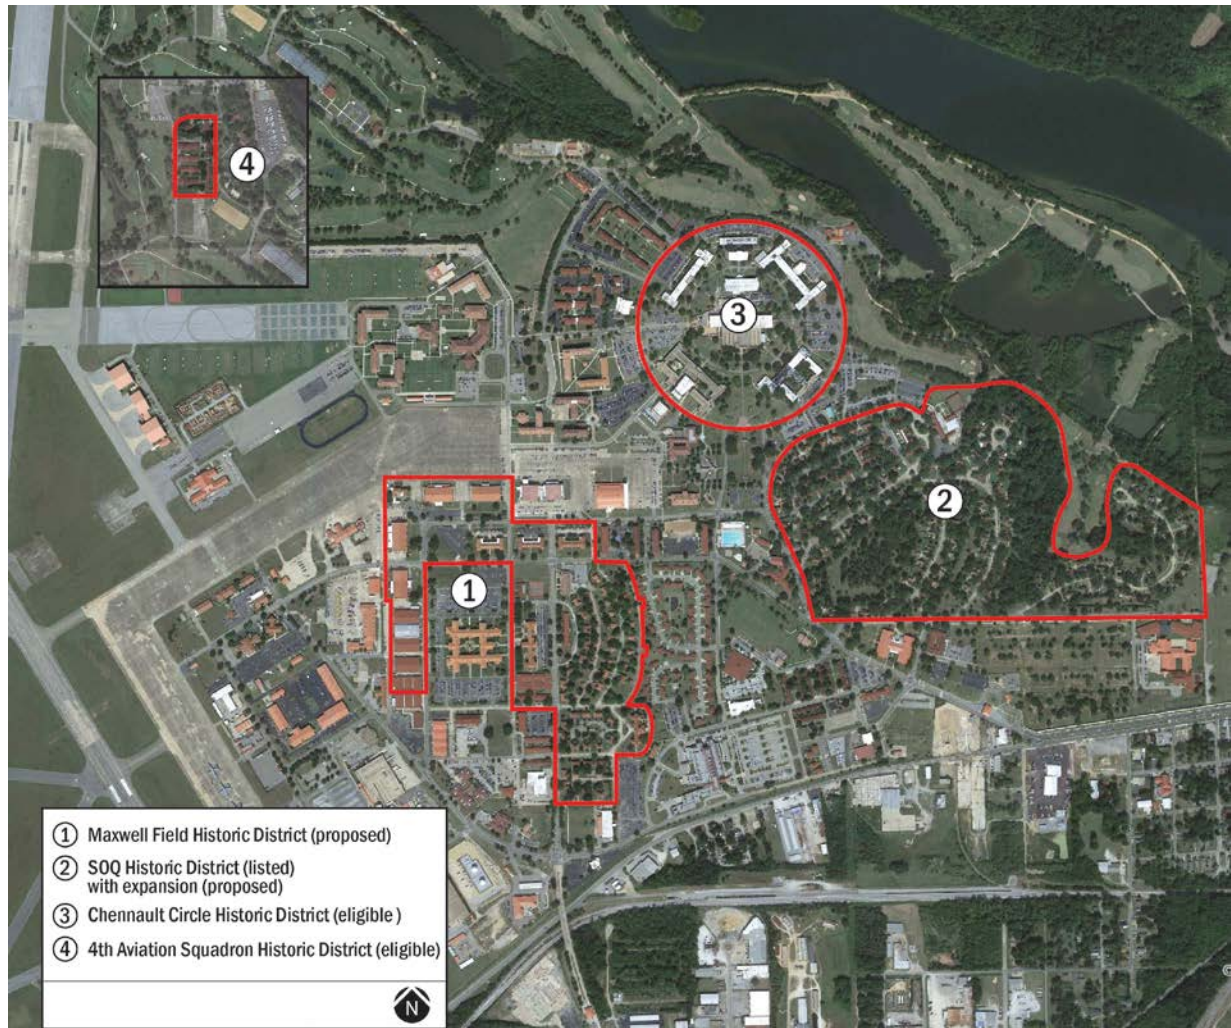 4
3
2
1
1 Maxwell Field Historic District (proposed)
2 SOQ Historic District (listed)
with expansion (proposed)
3 Chennault Circle Historic District (eligible )
4 4th Aviation Squadron Historic District (eligible)
N
©